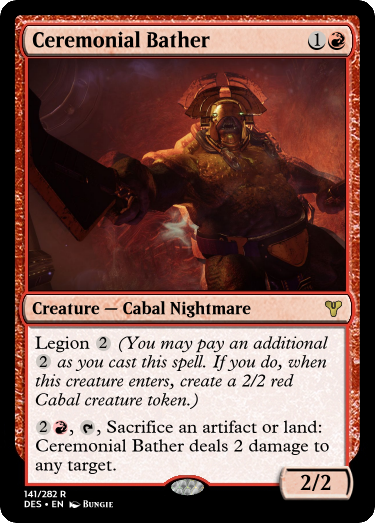 Ceremonial Bather 1
Creature — Cabal Nightmare
Legion 2 (You may pay an additional
2 as you cast this spell. If you do, when
this creature enters, create a 2/2 red
Cabal creature token.)
2, , Sacrifice an artifact or land:
Ceremonial Bather deals 2 damage to
any target.
2/2
141/282 R
DES • EN Bungie